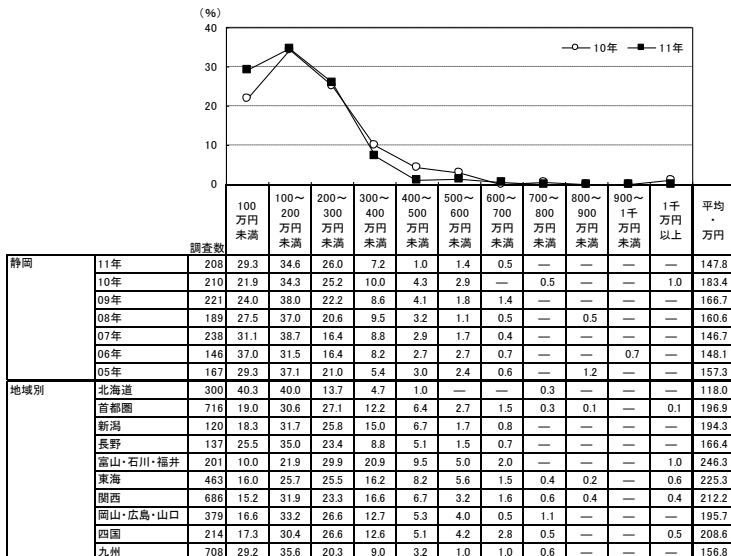 (%)
40
30
20
10
0
10年 11年
調査数 100万円未満 100～200万円未満 200～300万円未満 300～400万円未満 400～500万円未満 500～600万円未満 600～700万円未満 700～800万円未満 800～900万円未満 900～1千万円未満 1千万円以上 平均・万円
静岡 11年 208 29.3 34.6 26.0 7.2 1.0 1.4 0.5 — — — — 147.8
10年 210 21.9 34.3 25.2 10.0 4.3 2.9 — 0.5 — — 1.0 183.4
09年 221 24.0 38.0 22.2 8.6 4.1 1.8 1.4 — — — — 166.7
08年 189 27.5 37.0 20.6 9.5 3.2 1.1 0.5 — 0.5 — — 160.6
07年 238 31.1 38.7 16.4 8.8 2.9 1.7 0.4 — — — — 146.7
06年 146 37.0 31.5 16.4 8.2 2.7 2.7 0.7 — — 0.7 — 148.1
05年 167 29.3 37.1 21.0 5.4 3.0 2.4 0.6 — 1.2 — — 157.3
地域別 北海道 300 40.3 40.0 13.7 4.7 1.0 — — 0.3 — — — 118.0
首都圏 716 19.0 30.6 27.1 12.2 6.4 2.7 1.5 0.3 0.1 — 0.1 196.9
新潟 120 18.3 31.7 25.8 15.0 6.7 1.7 0.8 — — — — 194.3
長野 137 25.5 35.0 23.4 8.8 5.1 1.5 0.7 — — — — 166.4
富山・石川・福井 201 10.0 21.9 29.9 20.9 9.5 5.0 2.0 — — — 1.0 246.3
東海 463 16.0 25.7 25.5 16.2 8.2 5.6 1.5 0.4 0.2 — 0.6 225.3
関西 686 15.2 31.9 23.3 16.6 6.7 3.2 1.6 0.6 0.4 — 0.4 212.2
岡山・広島・山口 379 16.6 33.2 26.6 12.7 5.3 4.0 0.5 1.1 — — — 195.7
四国 214 17.3 30.4 26.6 12.6 5.1 4.2 2.8 0.5 — — 0.5 208.6
九州 708 29.2 35.6 20.3 9.0 3.2 1.0 1.0 0.6 — — — 156.8